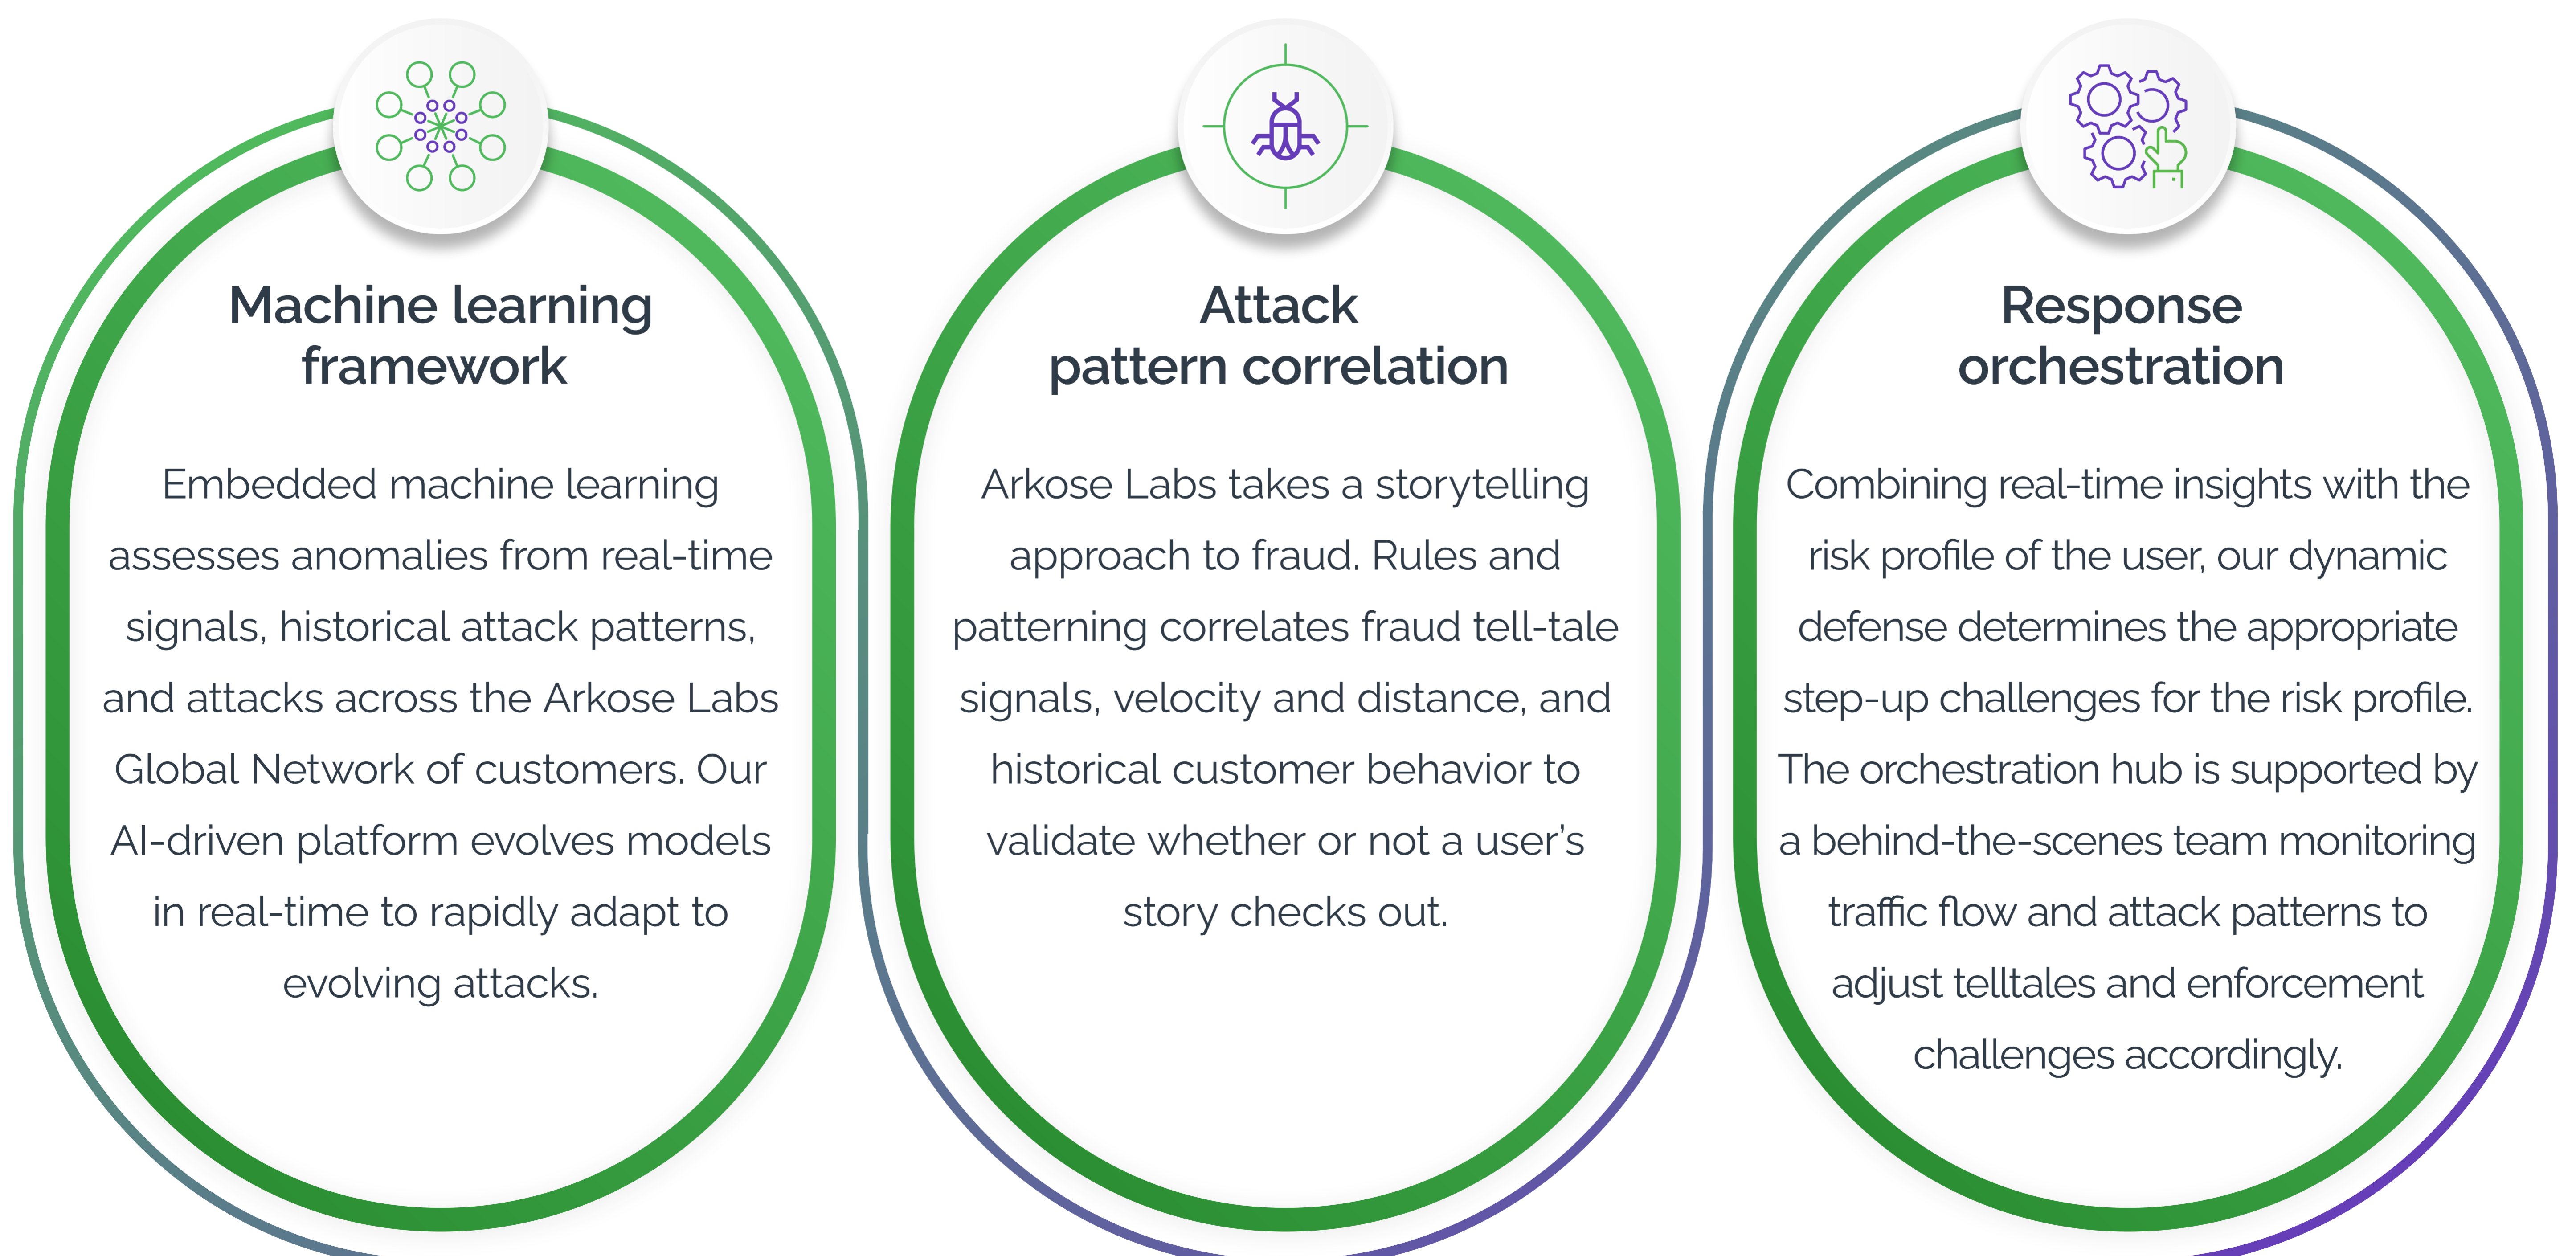 Machine learning
framework
Embedded machine learning
assesses anomalies from real-time
signals, historical attack patterns,
and attacks across the Arkose Labs
Global Network of customers. Our
AI-driven platform evolves models
in real-time to rapidly adapt to
evolving attacks.
Attack
pattern correlation
Arkose Labs takes a storytelling
approach to fraud. Rules and
patterning correlates fraud tell-tale
signals, velocity and distance, and
historical customer behavior to
validate whether or not a user’s
story checks out.
Response
orchestration
Combining real-time insights with the
risk profile of the user, our dynamic
defense determines the appropriate
step-up challenges for the risk profile.
The orchestration hub is supported by
a behind-the-scenes team monitoring
traffic flow and attack patterns to
adjust telltales and enforcement
challenges accordingly.